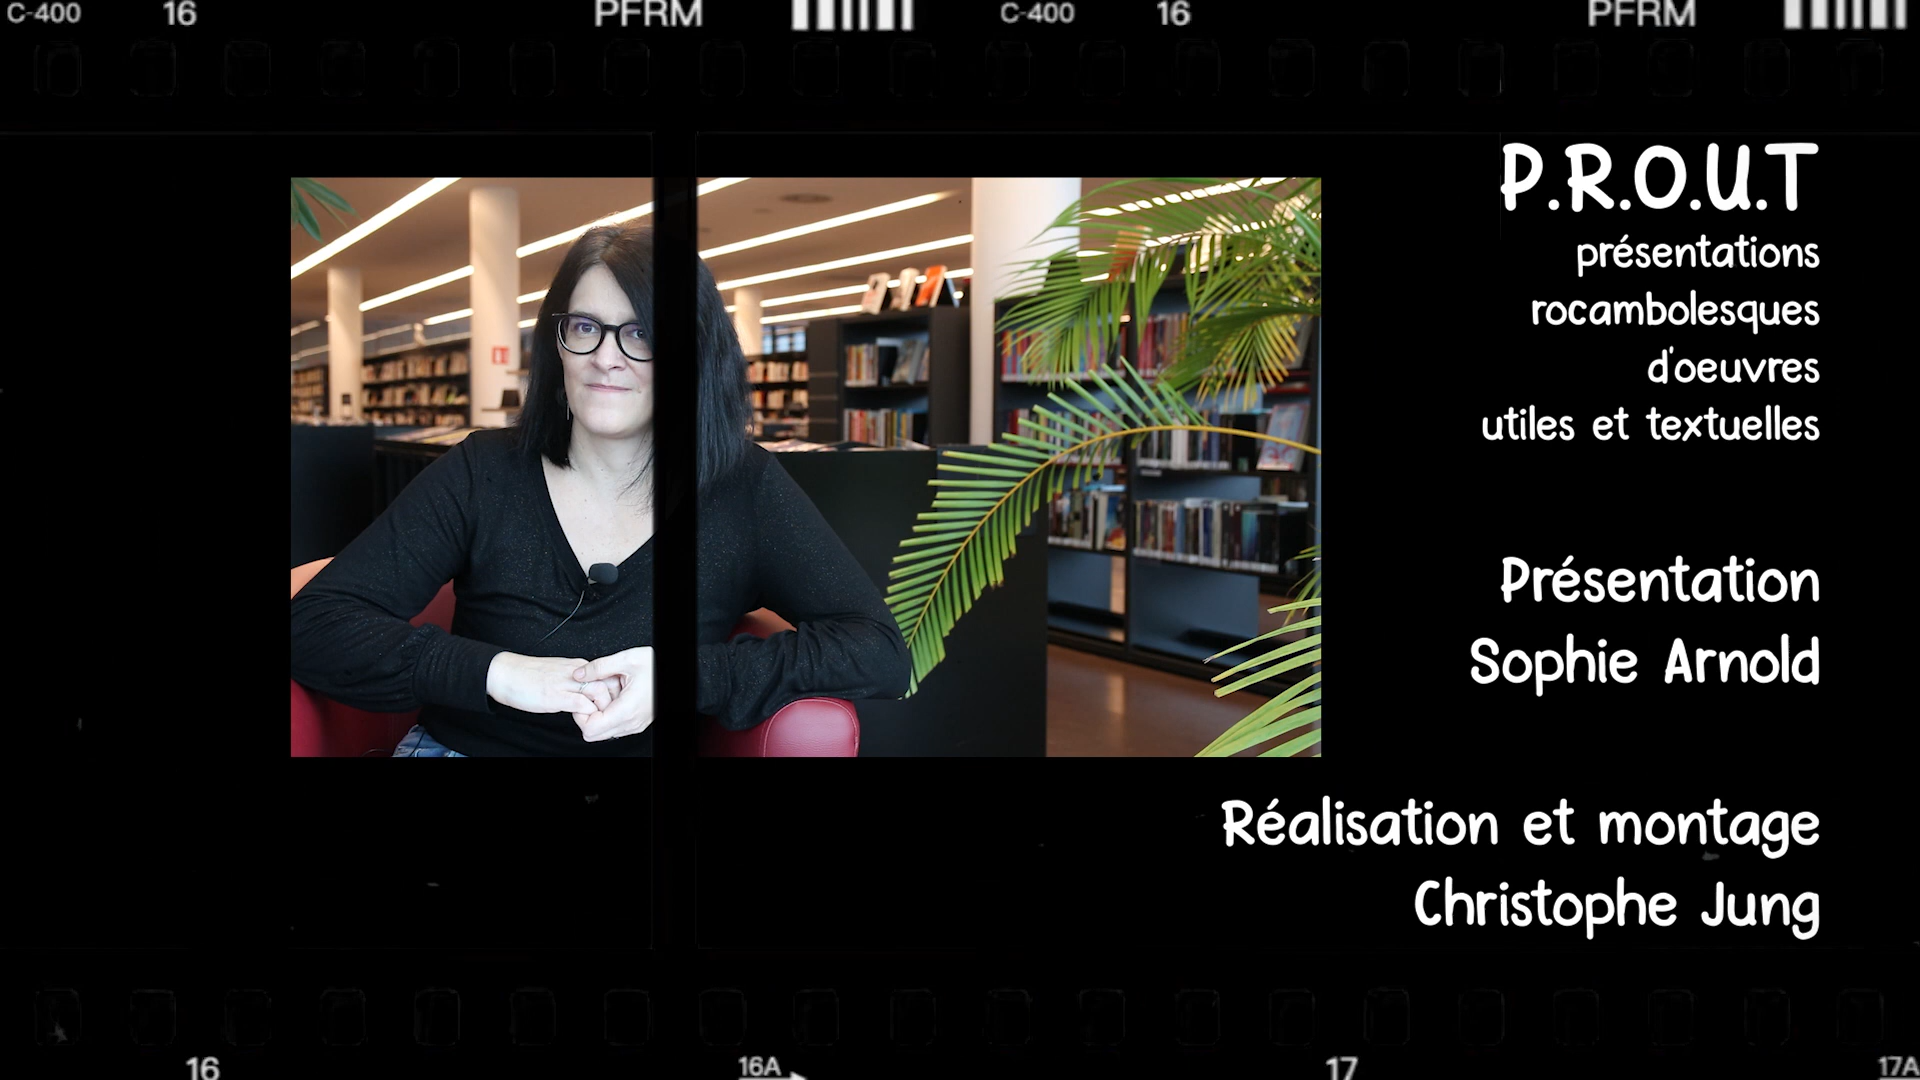 C-400 16 PFRM C-400 16 PFRM
P.R.O.U.T
présentations
rocambolesques
d'oeuvres
utiles et textuelles
Présentation
Sophie Arnold
Réalisation et montage
Christophe Jung
16 16A 17 17A